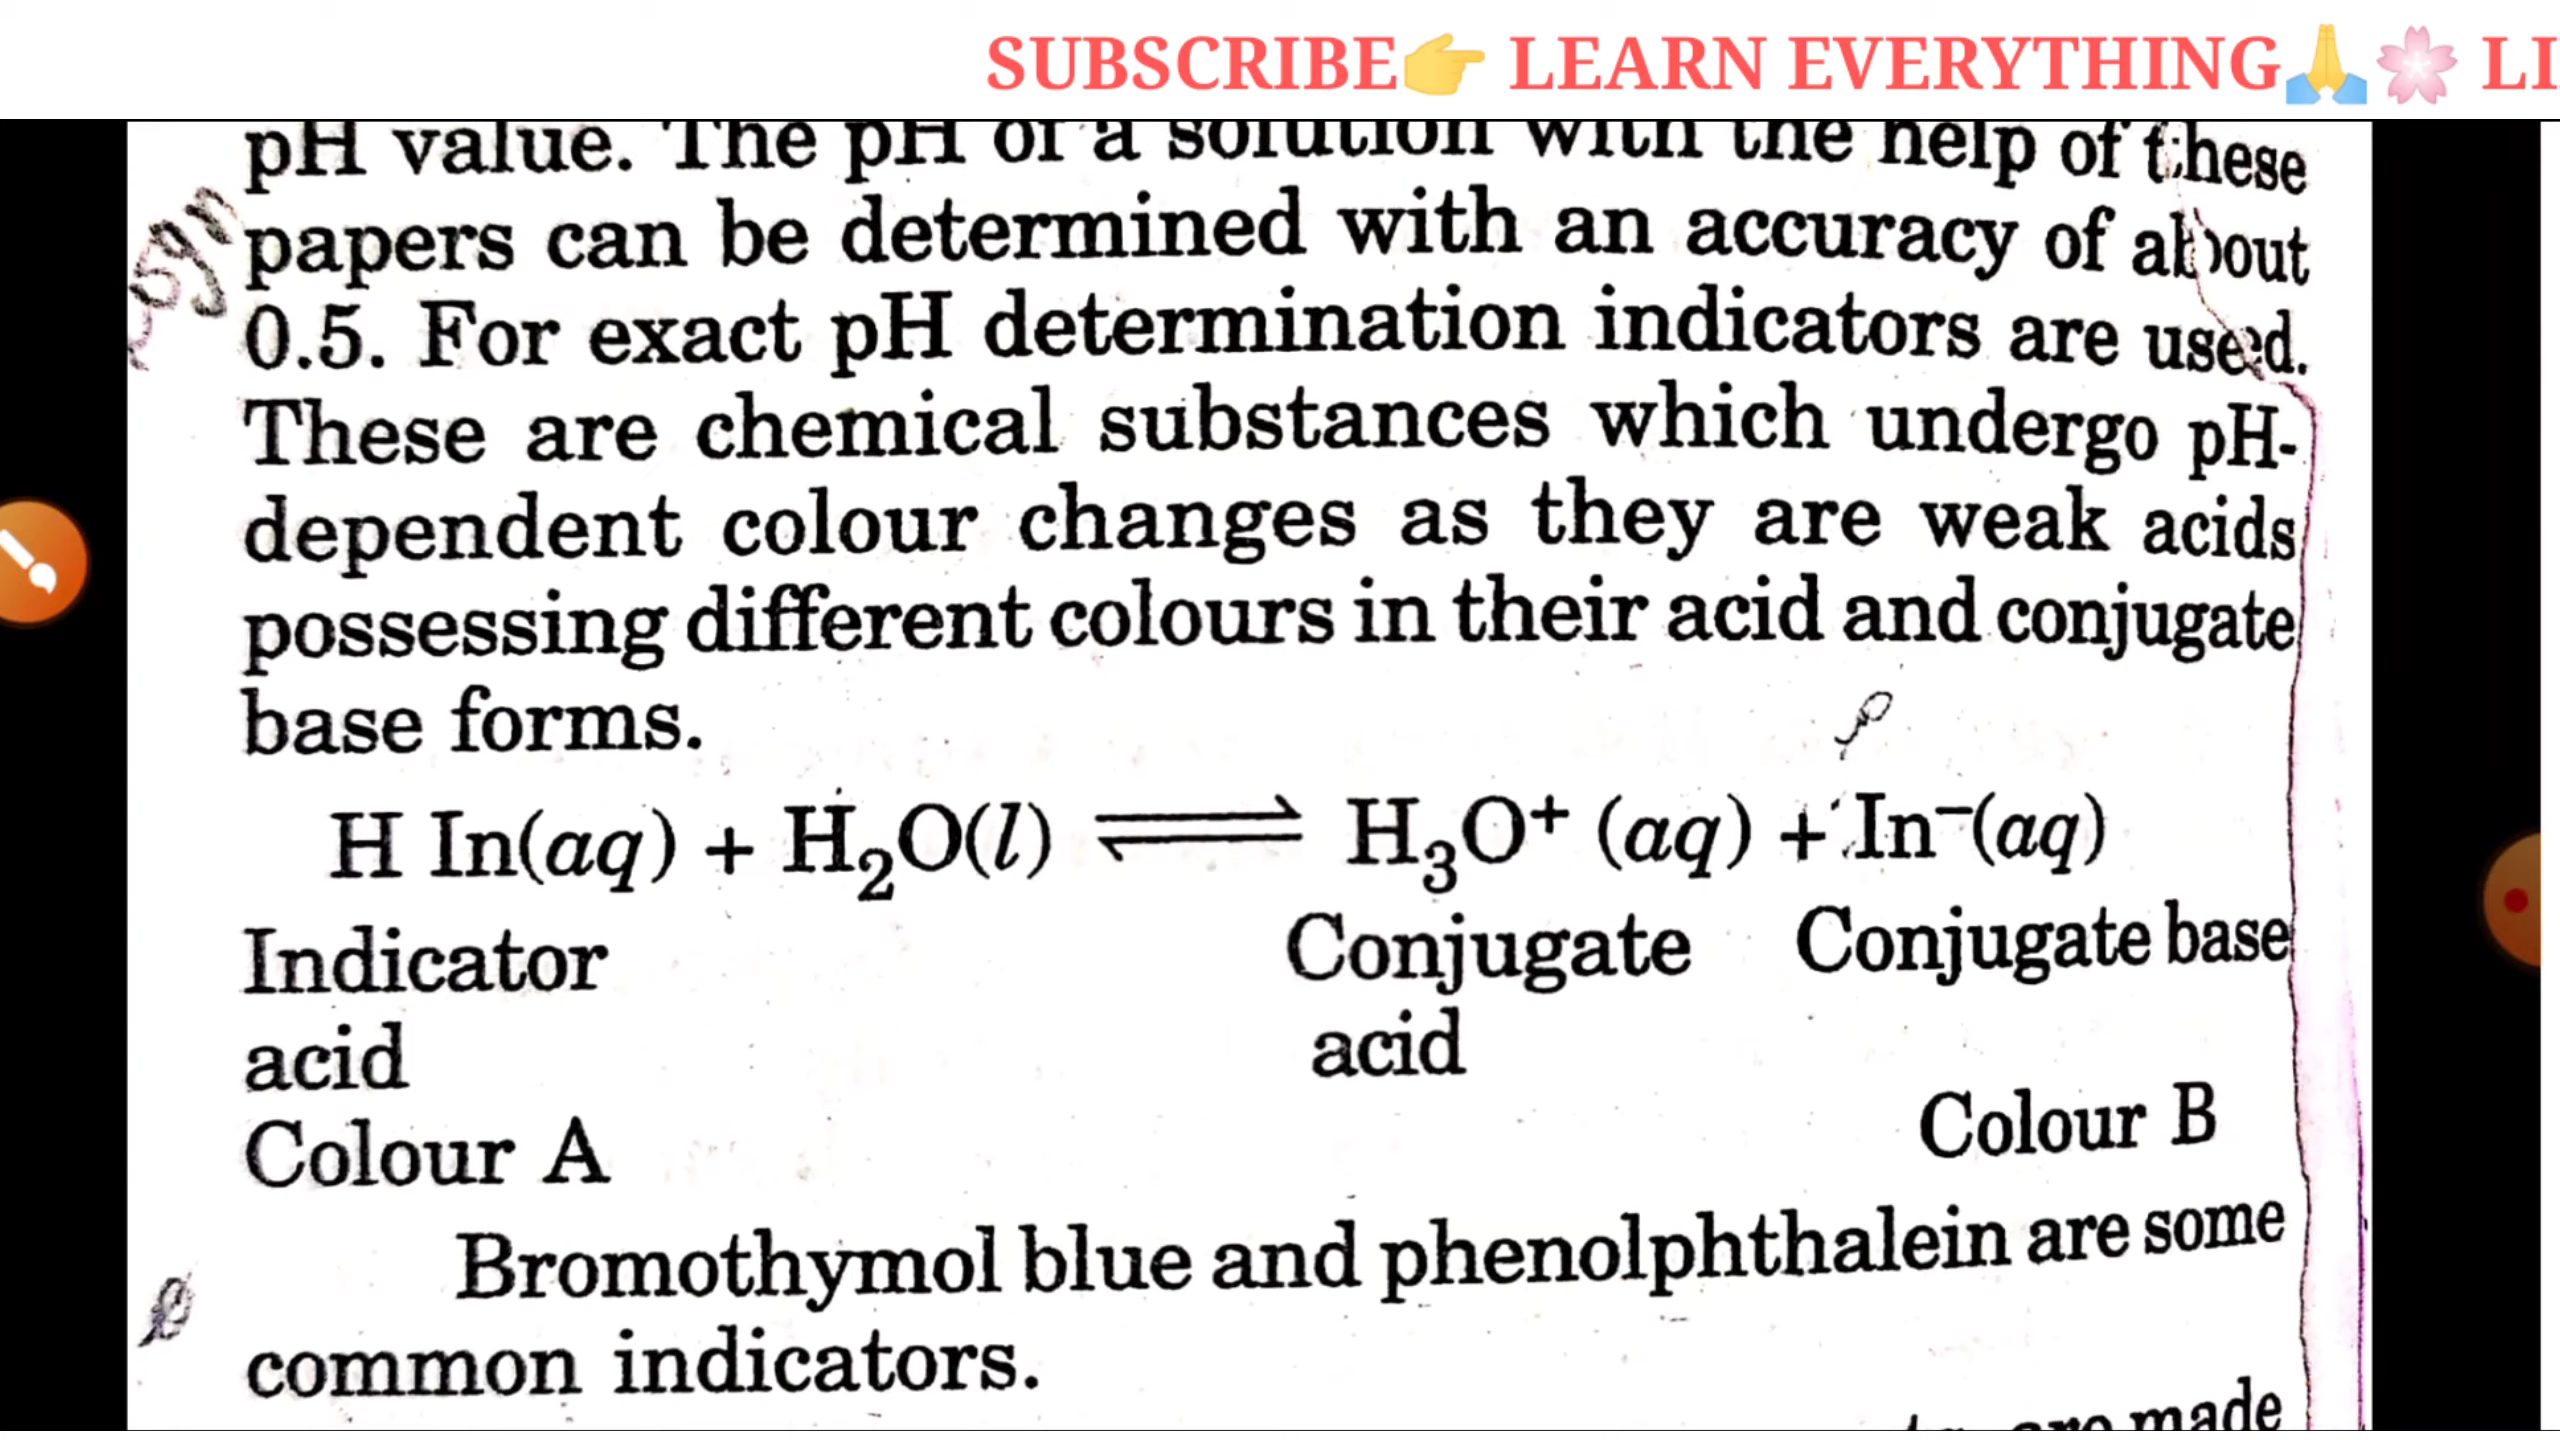 SUBSCRIBE👉 LEARN EVERYTHING🙏🌸 LI
pH value. The pH of a solution with the help of these
papers can be determined with an accuracy of about
0.5. For exact pH determination indicators are used.
These are chemical substances which undergo pH-
dependent colour changes as they are weak acids
possessing different colours in their acid and conjugate
base forms.
H In(aq) + H₂O(l) ⇌ H₃O⁺ (aq) + In⁻(aq)
Indicator Conjugate Conjugate base
acid acid
Colour A Colour B
Bromothymol blue and phenolphthalein are some
common indicators.
are made